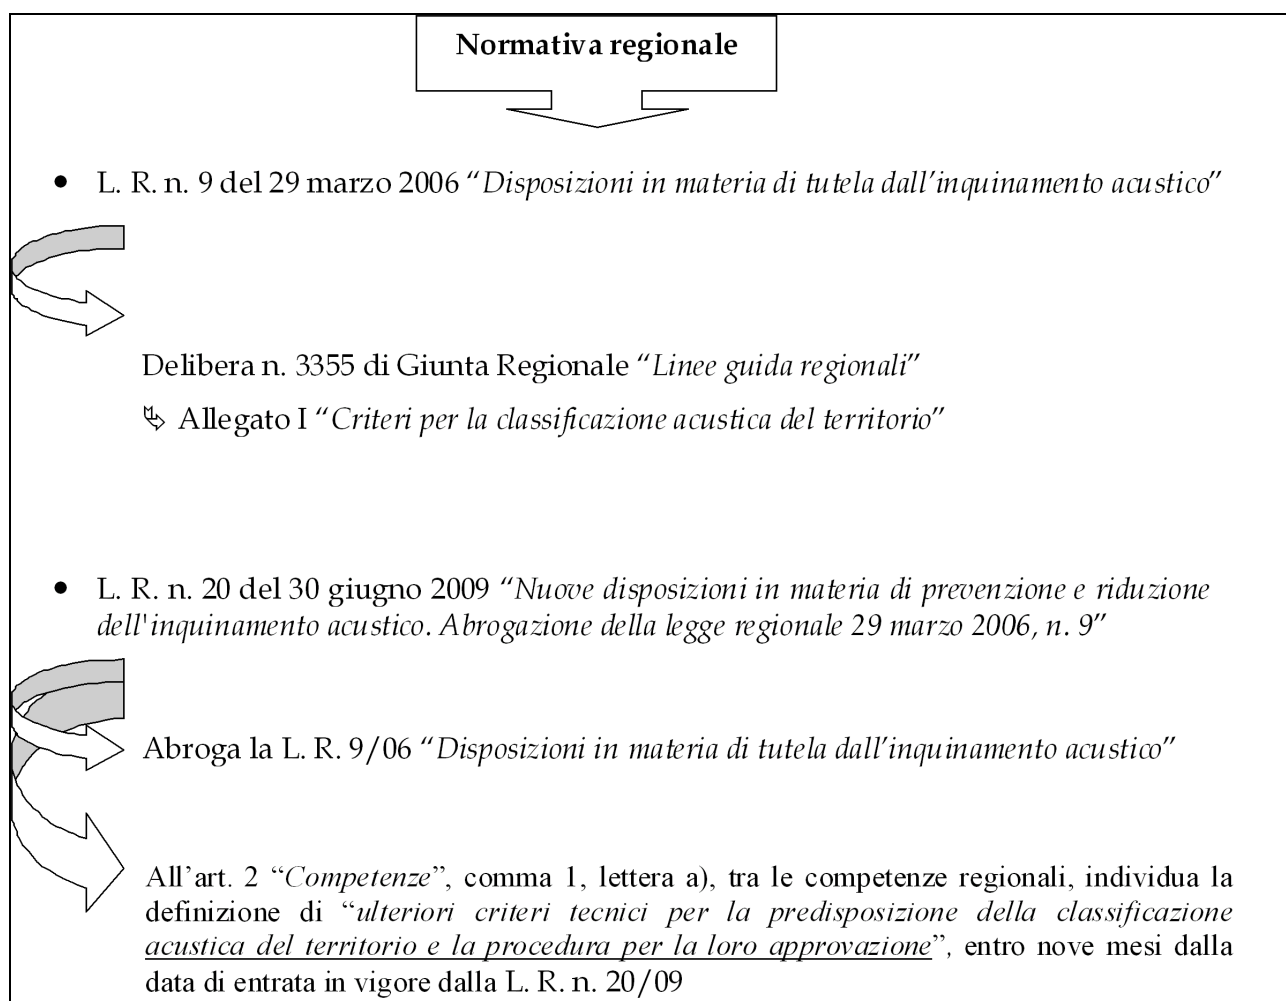 Normativa regionale
• L. R. n. 9 del 29 marzo 2006 “Disposizioni in materia di tutela dall’inquinamento acustico”
Delibera n. 3355 di Giunta Regionale “Linee guida regionali”
↳ Allegato I “Criteri per la classificazione acustica del territorio”
• L. R. n. 20 del 30 giugno 2009 “Nuove disposizioni in materia di prevenzione e riduzione
dell'inquinamento acustico. Abrogazione della legge regionale 29 marzo 2006, n. 9”
Abroga la L. R. 9/06 “Disposizioni in materia di tutela dall’inquinamento acustico”
All’art. 2 “Competenze”, comma 1, lettera a), tra le competenze regionali, individua la
definizione di “ulteriori criteri tecnici per la predisposizione della classificazione
acustica del territorio e la procedura per la loro approvazione”, entro nove mesi dalla
data di entrata in vigore dalla L. R. n. 20/09